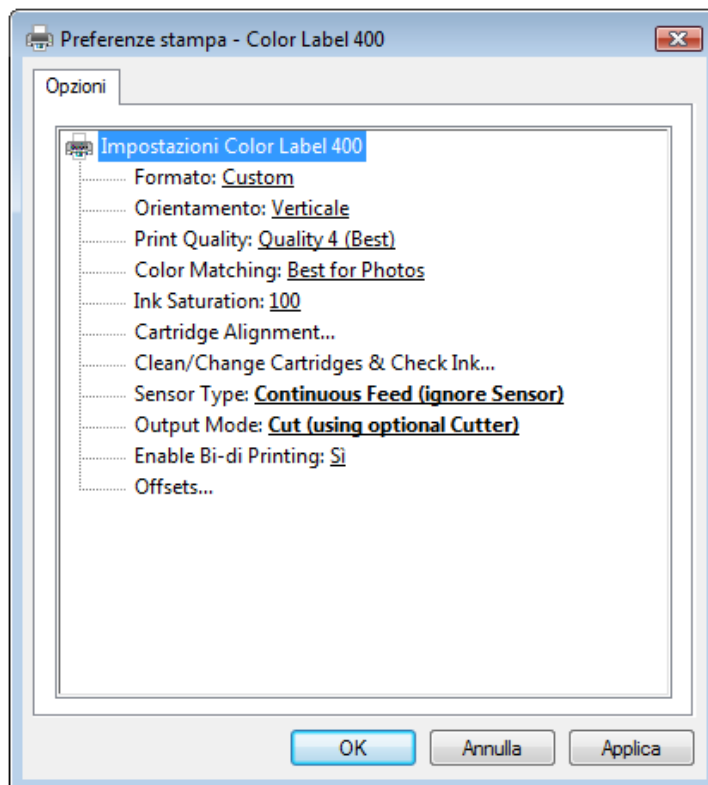 Preferenze stampa - Color Label 400
Opzioni
Impostazioni Color Label 400
Formato: Custom
Orientamento: Verticale
Print Quality: Quality 4 (Best)
Color Matching: Best for Photos
Ink Saturation: 100
Cartridge Alignment...
Clean/Change Cartridges & Check Ink...
Sensor Type: Continuous Feed (ignore Sensor)
Output Mode: Cut (using optional Cutter)
Enable Bi-di Printing: Sì
Offsets...
OK Annulla Applica